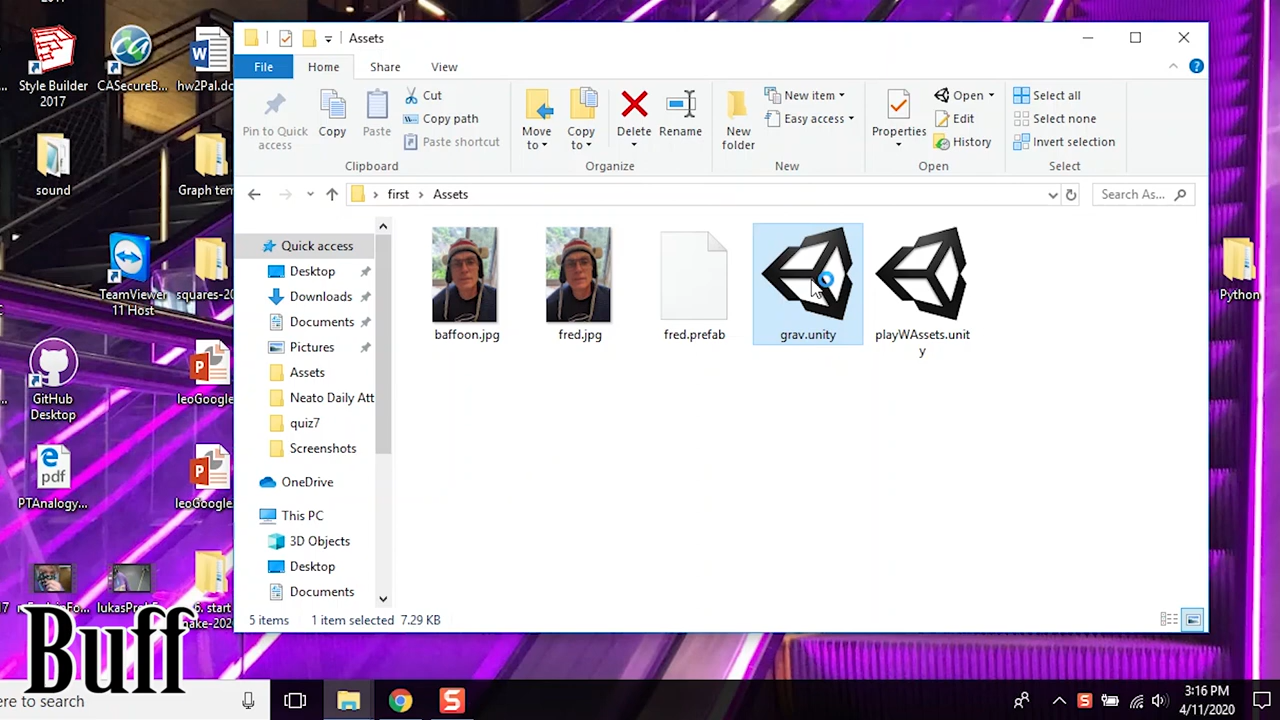 Style Builder
2017
CASecureB...
hw2Pal.do
sound
Graph ten
TeamViewer
11 Host
squares-20
GitHub
Desktop
leoGoogle
PTAnalogy...
leoGoogle.
Python
Buff
Assets
File
Home
Share
View
Pin to Quick
access
Copy
Paste
Cut
Copy path
Paste shortcut
Clipboard
Move
to
Copy
to
Delete
Rename
Organize
New
folder
New item
Easy access
New
Properties
Open
Edit
History
Open
Select all
Select none
Invert selection
Select
first
Assets
Search As...
Quick access
Desktop
Downloads
Documents
Pictures
Assets
Neato Daily Att
quiz7
Screenshots
OneDrive
This PC
3D Objects
Desktop
Documents
baffoon.jpg
fred.jpg
fred.prefab
grav.unity
playWAssets.unit
y
5 items
1 item selected 7.29 KB
ere to search
3:16 PM
4/11/2020